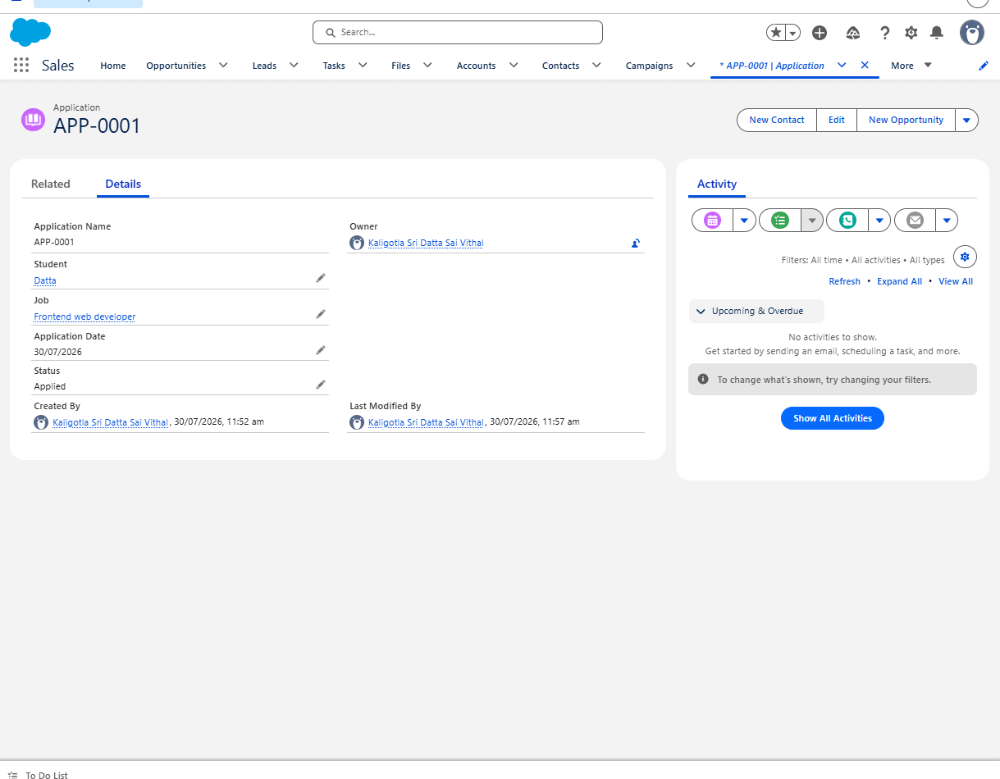 Search...
Sales
Home
Opportunities
Leads
Tasks
Files
Accounts
Contacts
Campaigns
* APP-0001 | Application
More
Application
APP-0001
New Contact
Edit
New Opportunity
Related
Details
Application Name
APP-0001
Owner
Kaligotla Sri Datta Sai Vithal
Student
Datta
Job
Frontend web developer
Application Date
30/07/2026
Status
Applied
Created By
Kaligotla Sri Datta Sai Vithal, 30/07/2026, 11:52 am
Last Modified By
Kaligotla Sri Datta Sai Vithal, 30/07/2026, 11:57 am
Activity
Filters: All time • All activities • All types
Refresh • Expand All • View All
Upcoming & Overdue
No activities to show.
Get started by sending an email, scheduling a task, and more.
To change what's shown, try changing your filters.
Show All Activities
To Do List